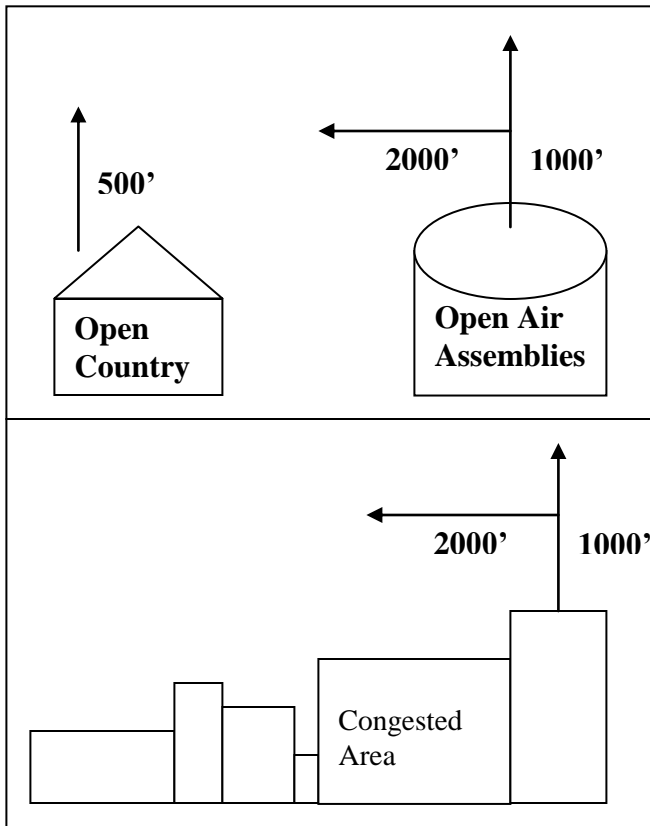 2000’ 1000’
500’
Open
Country
Open Air
Assemblies
2000’ 1000’
Congested
Area